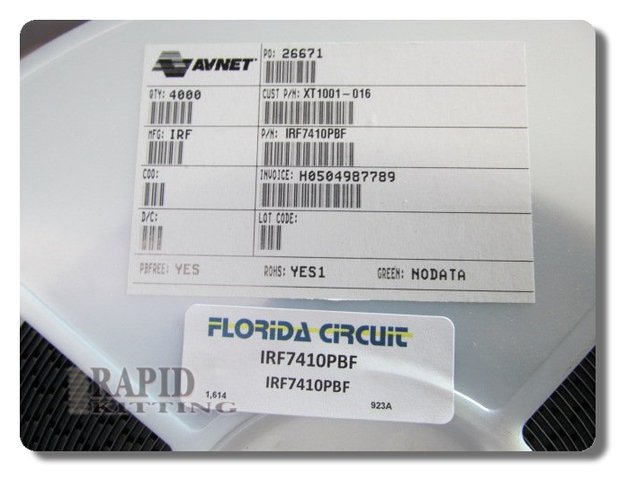 AVNET
PO: 26671
QTY: 4000
CUST P/N: XT1001-016
MFG: IRF
P/N: IRF7410PBF
COO:
INVOICE: H0504987789
D/C:
LOT CODE:
PBFREE: YES
ROHS: YES1
GREEN: NODATA
FLORIDA CIRCUIT
IRF7410PBF
IRF7410PBF
1,614
923A
RAPID
KITTING